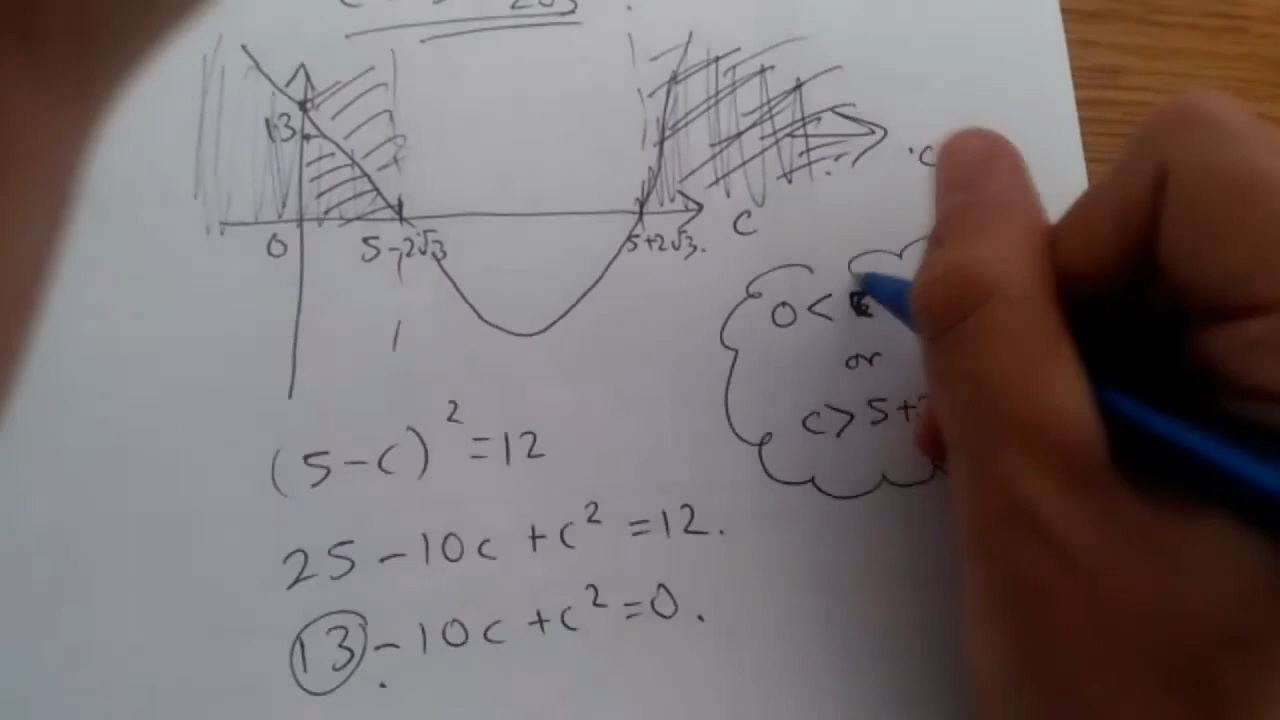 13
0
5-2√3
5+2√3.
C
0 <
or
C > 5+
(5-C)² = 12
25 - 10C + C² = 12.
13 - 10C + C² = 0.